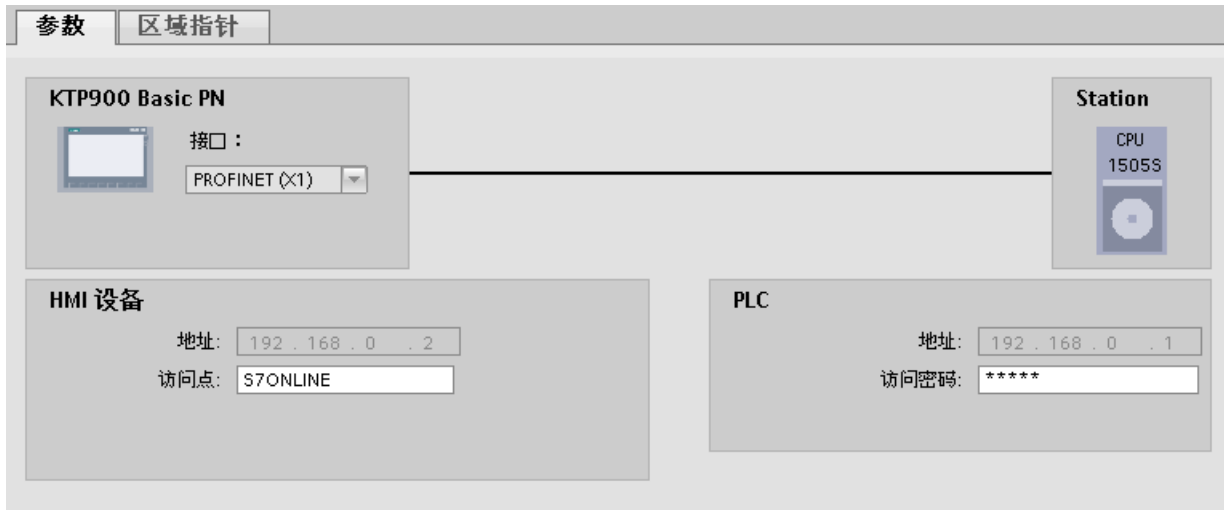 参数 区域指针
KTP900 Basic PN
接口：
PROFINET (X1)
Station
CPU
1505S
HMI 设备
地址: 192 . 168 . 0 . 2
访问点: S7ONLINE
PLC
地址: 192 . 168 . 0 . 1
访问密码: *****